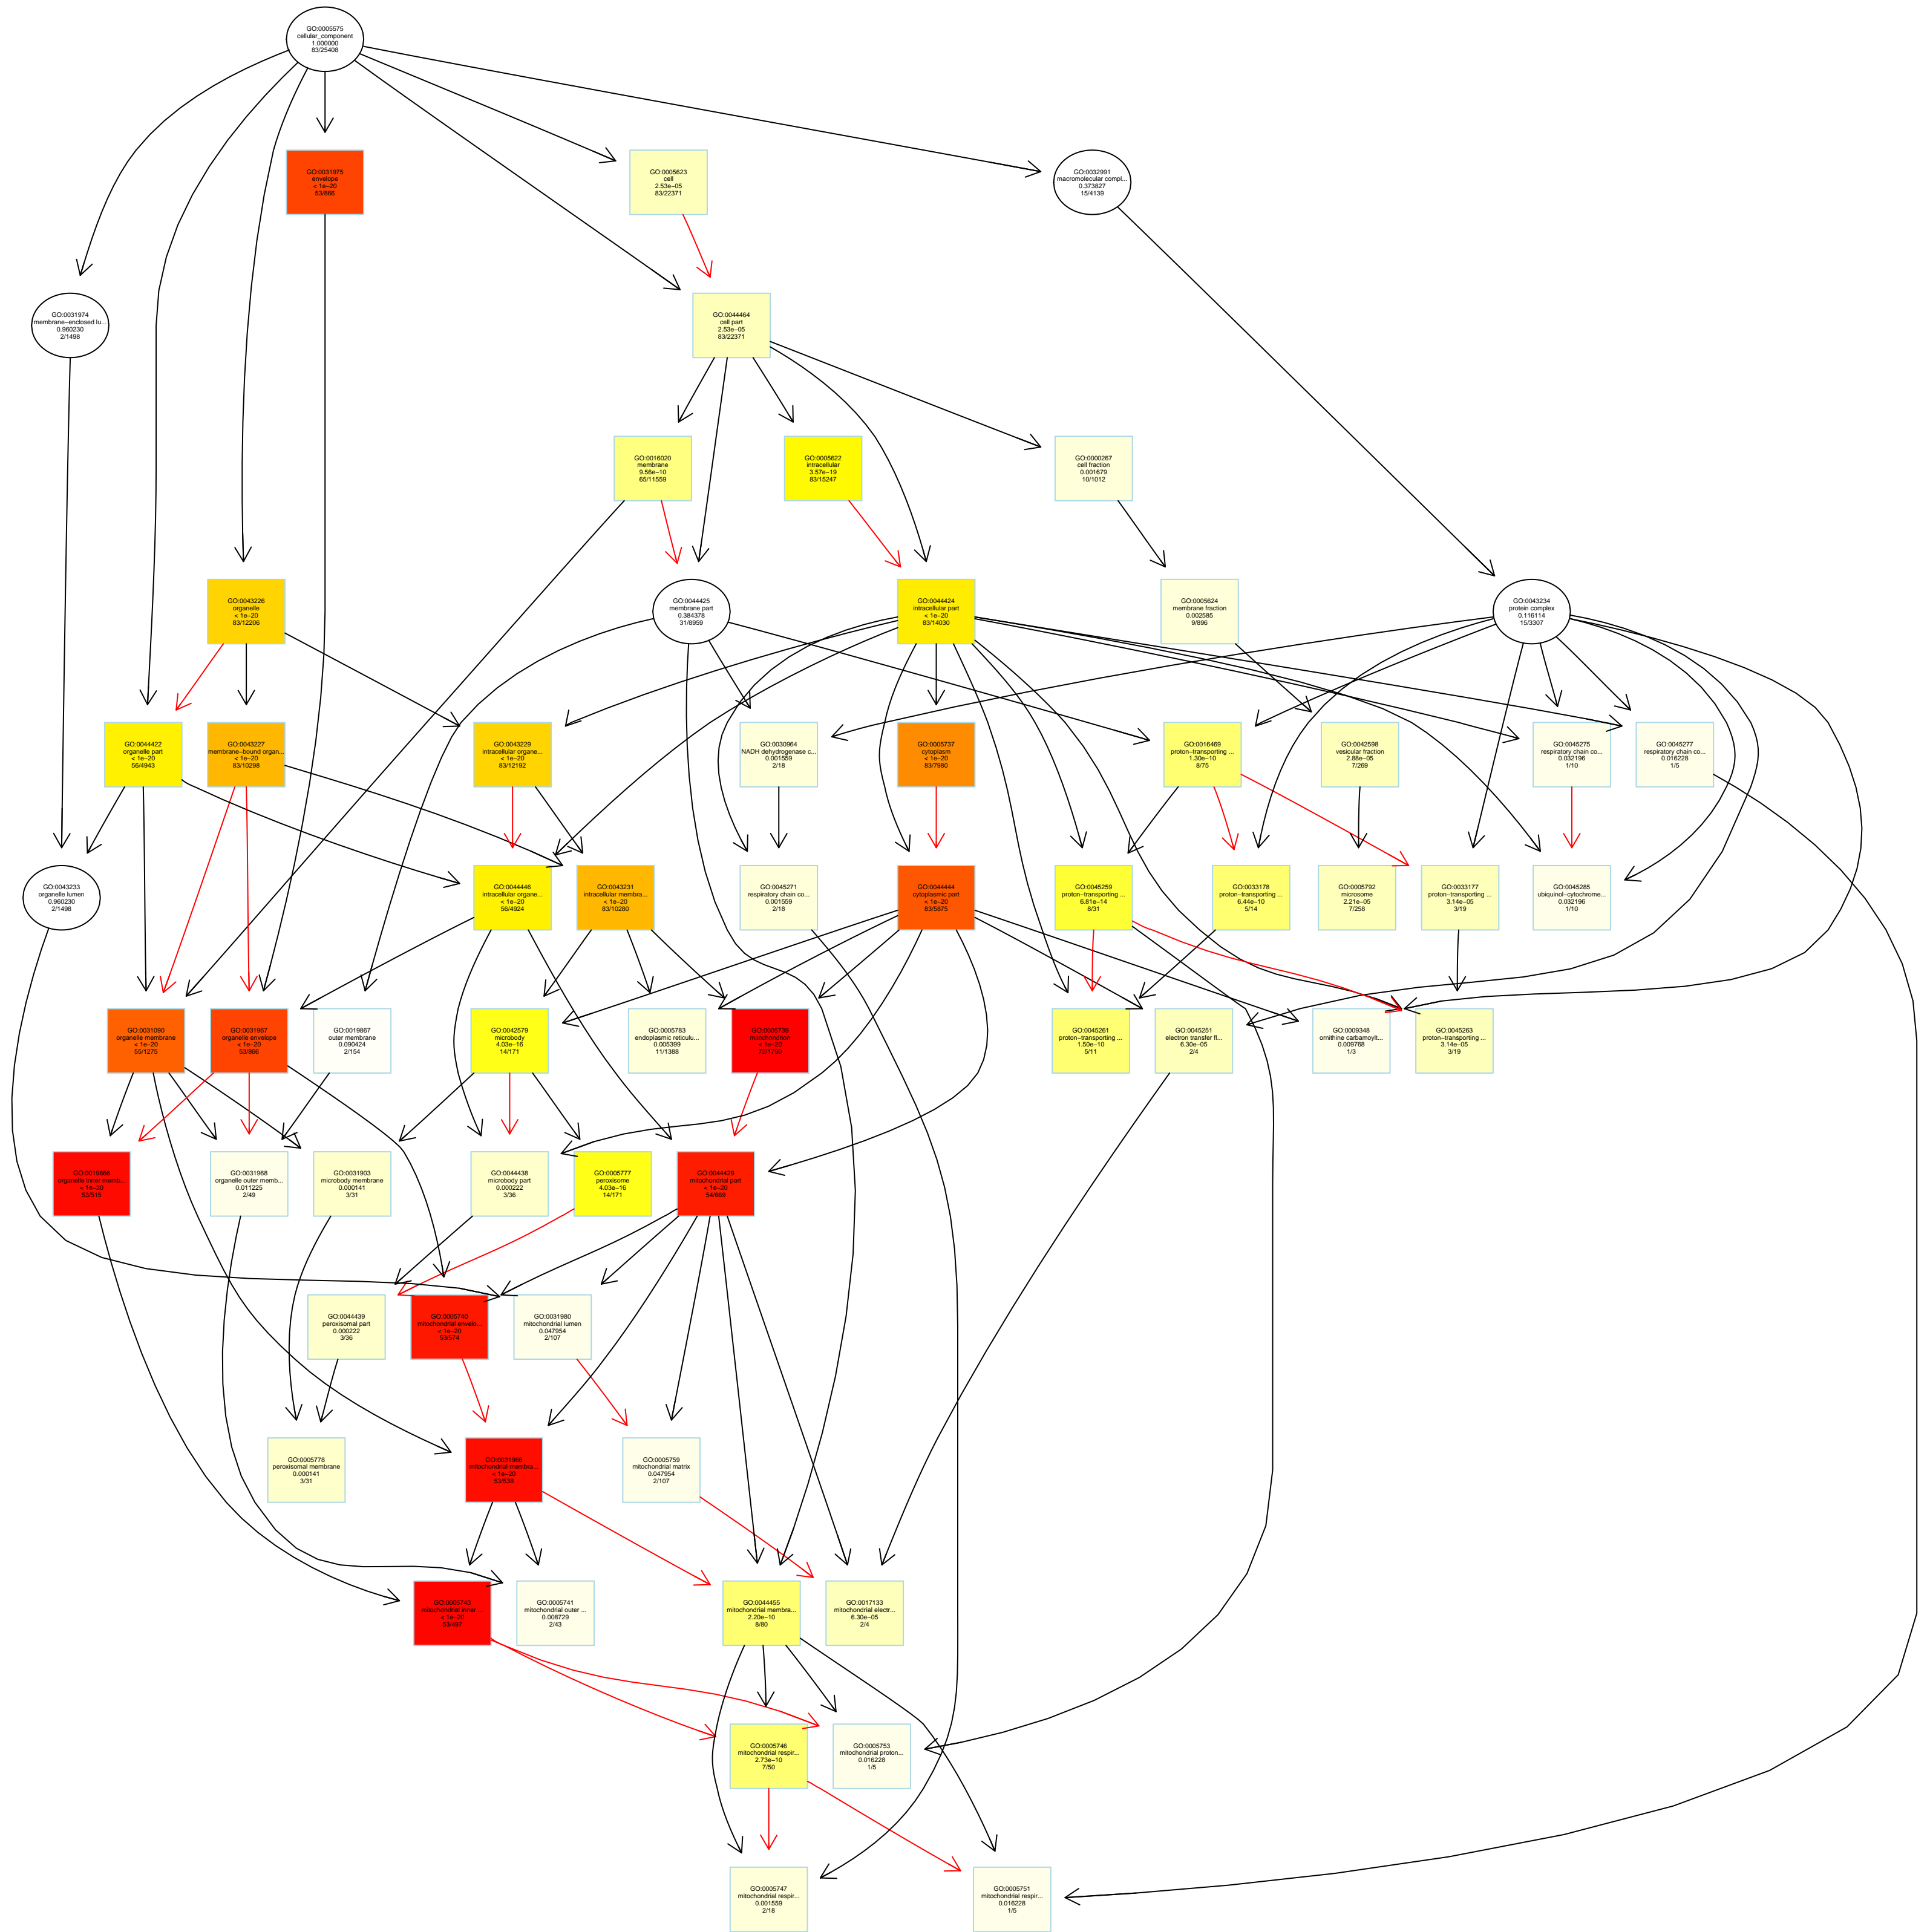 GO:0005575
cellular_component
1.000000
83/25408
GO:0031975
envelope
< 1e−20
53/866
GO:0005623
cell
2.53e−05
83/22371
GO:0032991
macromolecular compl...
0.373827
15/4139
GO:0031974
membrane−enclosed lu...
0.960230
2/1498
GO:0044464
cell part
2.53e−05
83/22371
GO:0016020
membrane
9.56e−10
65/11559
GO:0005622
intracellular
3.57e−19
83/15247
GO:0000267
cell fraction
0.001679
10/1012
GO:0043226
organelle
< 1e−20
83/12206
GO:0044425
membrane part
0.384378
31/8959
GO:0044424
intracellular part
< 1e−20
83/14030
GO:0005624
membrane fraction
0.002585
9/896
GO:0043234
protein complex
0.116114
15/3307
GO:0044422
organelle part
< 1e−20
56/4943
GO:0043227
membrane−bound organ...
< 1e−20
83/10298
GO:0043229
intracellular organe...
< 1e−20
83/12192
GO:0030964
NADH dehydrogenase c...
0.001559
2/18
GO:0005737
cytoplasm
< 1e−20
83/7980
GO:0016469
proton−transporting ...
1.30e−10
8/75
GO:0042598
vesicular fraction
2.88e−05
7/269
GO:0045275
respiratory chain co...
0.032196
1/10
GO:0045277
respiratory chain co...
0.016228
1/5
GO:0043233
organelle lumen
0.960230
2/1498
GO:0044446
intracellular organe...
< 1e−20
56/4924
GO:0043231
intracellular membra...
< 1e−20
83/10280
GO:0045271
respiratory chain co...
0.001559
2/18
GO:0044444
cytoplasmic part
< 1e−20
83/5875
GO:0045259
proton−transporting ...
6.81e−14
8/31
GO:0033178
proton−transporting ...
6.44e−10
5/14
GO:0005792
microsome
2.21e−05
7/258
GO:0033177
proton−transporting ...
3.14e−05
3/19
GO:0045285
ubiquinol−cytochrome...
0.032196
1/10
GO:0031090
organelle membrane
< 1e−20
55/1275
GO:0031967
organelle envelope
< 1e−20
53/866
GO:0019867
outer membrane
0.090424
2/154
GO:0042579
microbody
4.03e−16
14/171
GO:0005783
endoplasmic reticulu...
0.005399
11/1388
GO:0005739
mitochondrion
< 1e−20
GO:0045261
proton−transporting ...
1.50e−10
5/11
GO:0045251
electron transfer fl...
6.30e−05
2/4
GO:0009348
ornithine carbamoylt...
0.009768
1/3
GO:0045263
proton−transporting ...
3.14e−05
3/19
GO:0019866
organelle inner memb...
< 1e−20
53/515
GO:0031968
organelle outer memb...
0.011225
2/49
GO:0031903
microbody membrane
0.000141
3/31
GO:0044438
microbody part
0.000222
3/36
GO:0005777
peroxisome
4.03e−16
14/171
GO:0044429
mitochondrial part
< 1e−20
54/669
GO:0044439
peroxisomal part
0.000222
3/36
GO:0005740
mitochondrial envelo...
< 1e−20
53/574
GO:0031980
mitochondrial lumen
0.047954
2/107
GO:0005778
peroxisomal membrane
0.000141
3/31
GO:0031966
mitochondrial membra...
< 1e−20
53/538
GO:0005759
mitochondrial matrix
0.047954
2/107
GO:0005743
mitochondrial inner ...
< 1e−20
53/497
GO:0005741
mitochondrial outer ...
0.008729
2/43
GO:0044455
mitochondrial membra...
2.20e−10
8/80
GO:0017133
mitochondrial electr...
6.30e−05
2/4
GO:0005746
mitochondrial respir...
2.73e−10
7/50
GO:0005753
mitochondrial proton...
0.016228
1/5
GO:0005747
mitochondrial respir...
0.001559
2/18
GO:0005751
mitochondrial respir...
0.016228
1/5